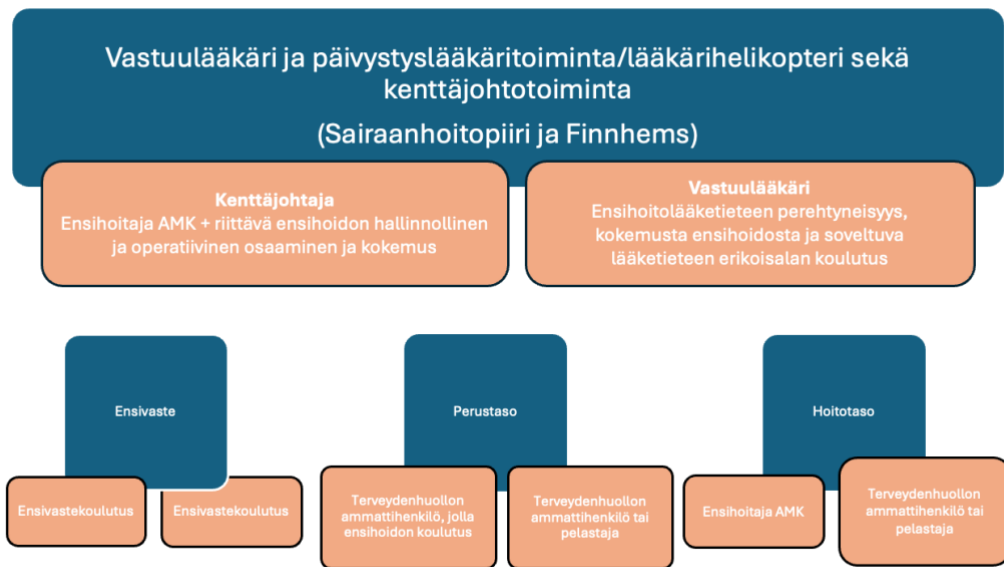 Vastuulääkäri ja päivystyslääkäritoiminta/lääkärihelikopteri sekä
kenttäjohtotoiminta
(Sairaanhoitopiiri ja Finnhems)
Kenttäjohtaja
Ensihoitaja AMK + riittävä ensihoidon hallinnollinen
ja operatiivinen osaaminen ja kokemus
Vastuulääkäri
Ensihoitolääketieteen perehtyneisyys,
kokemusta ensihoidosta ja soveltuva
lääketieteen erikoisalan koulutus
Ensivaste
Ensivastekoulutus
Ensivastekoulutus
Perustaso
Terveydenhuollon
ammattihenkilö, jolla
ensihoidon koulutus
Terveydenhuollon
ammattihenkilö tai
pelastaja
Hoitotaso
Ensihoitaja AMK
Terveydenhuollon
ammattihenkilö tai
pelastaja